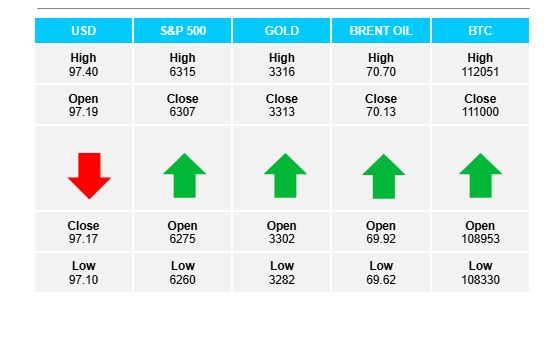 USD S&P 500 GOLD BRENT OIL BTC
High High High High High
97.40 6315 3316 70.70 112051
Open Close Close Close Close
97.19 6307 3313 70.13 111000
Close Open Open Open Open
97.17 6275 3302 69.92 108953
Low Low Low Low Low
97.10 6260 3282 69.62 108330